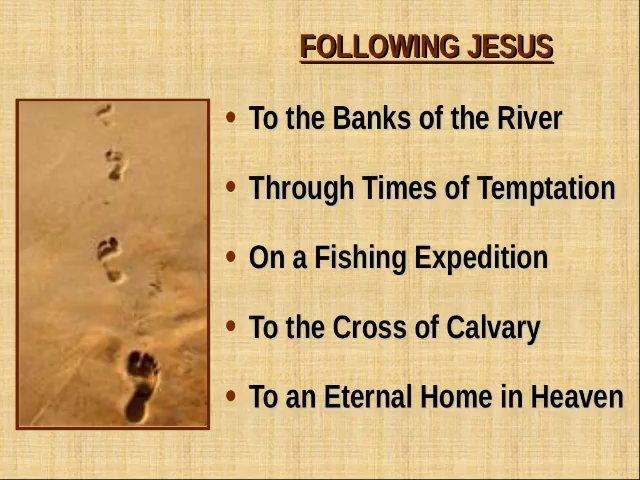 FOLLOWING JESUS
• To the Banks of the River
• Through Times of Temptation
• On a Fishing Expedition
• To the Cross of Calvary
• To an Eternal Home in Heaven